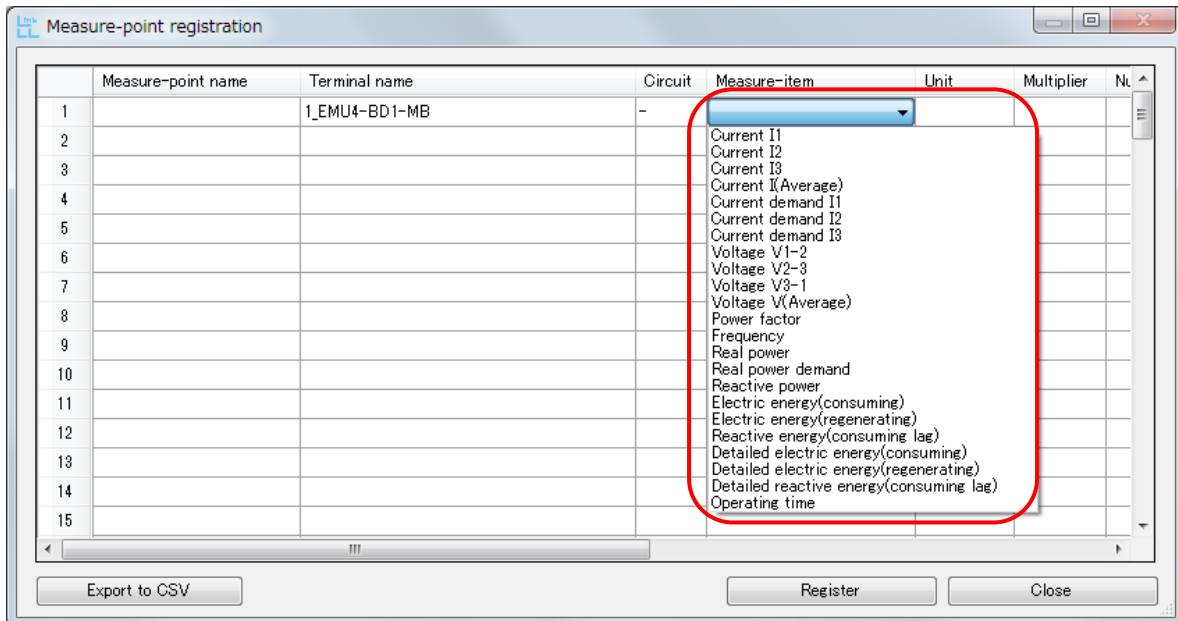 Measure-point registration
Measure-point name Terminal name Circuit Measure-item Unit Multiplier
1 1_EMU4-BD1-MB -
Current I1
2 Current I2
3 Current I3
Current I(Average)
4 Current demand I1
5 Current demand I2
Current demand I3
6 Voltage V1-2
Voltage V2-3
7 Voltage V3-1
Voltage V(Average)
8 Power factor
9 Frequency
Real power
10 Real power demand
Reactive power
11 Electric energy(consuming)
Electric energy(regenerating)
12 Reactive energy(consuming lag)
13 Detailed electric energy(consuming)
Detailed electric energy(regenerating)
14 Detailed reactive energy(consuming lag)
Operating time
15
Export to CSV Register Close